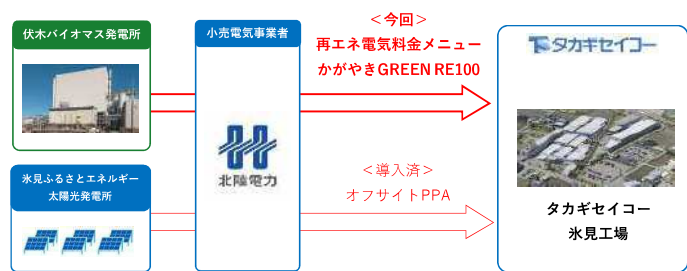 伏木バイオマス発電所
氷見ふるさとエネルギー
太陽光発電所
小売電気事業者
北陸電力
＜今回＞
再エネ電気料金メニュー
かがやきGREEN RE100
＜導入済＞
オフサイトPPA
タカギセイコー
タカギセイコー
氷見工場